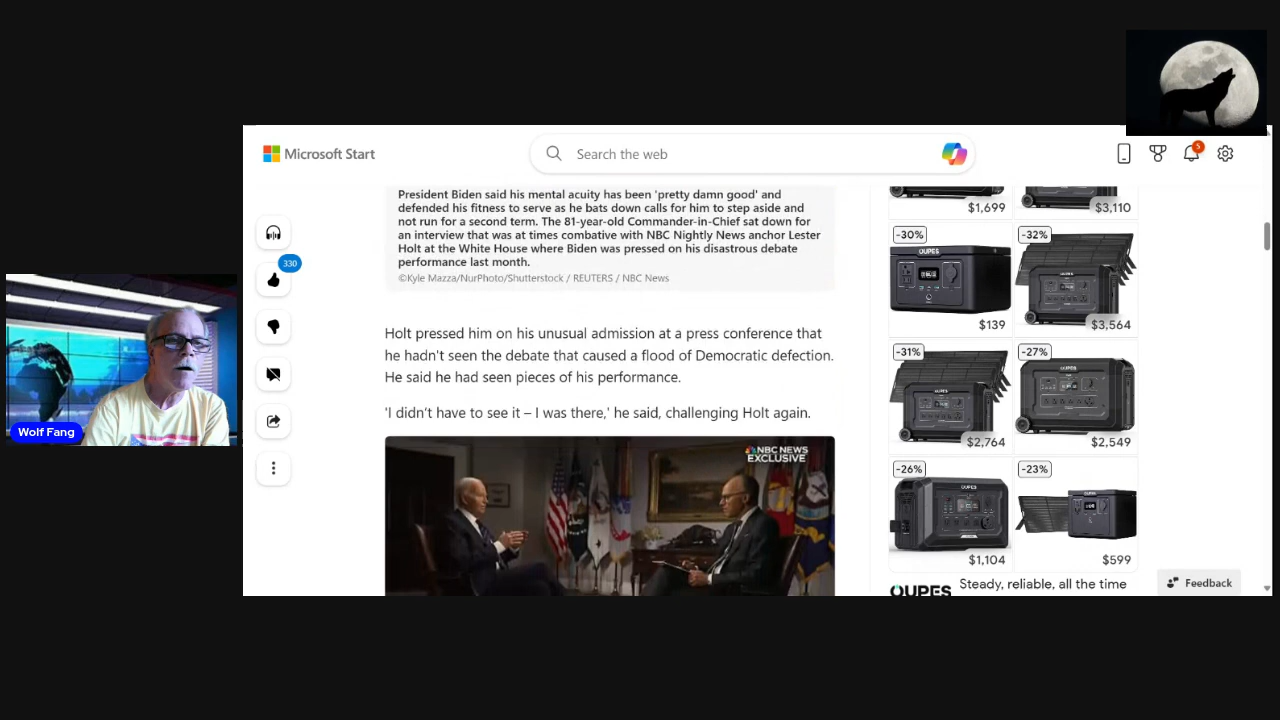 Microsoft Start
Search the web
5
President Biden said his mental acuity has been 'pretty damn good' and
defended his fitness to serve as he bats down calls for him to step aside and
not run for a second term. The 81-year-old Commander-in-Chief sat down for
an interview that was at times combative with NBC Nightly News anchor Lester
Holt at the White House where Biden was pressed on his disastrous debate
performance last month.
©Kyle Mazza/NurPhoto/Shutterstock / REUTERS / NBC News
330
Holt pressed him on his unusual admission at a press conference that
he hadn't seen the debate that caused a flood of Democratic defection.
He said he had seen pieces of his performance.
'I didn't have to see it – I was there,' he said, challenging Holt again.
NBC NEWS
EXCLUSIVE
$1,699
$3,110
-30%
OUPES
$139
-32%
$3,564
-31%
$2,764
-27%
OUPES
$2,549
-26%
OUPES
$1,104
-23%
OUPES
$599
OUPES
Steady, reliable, all the time
Feedback
Wolf Fang